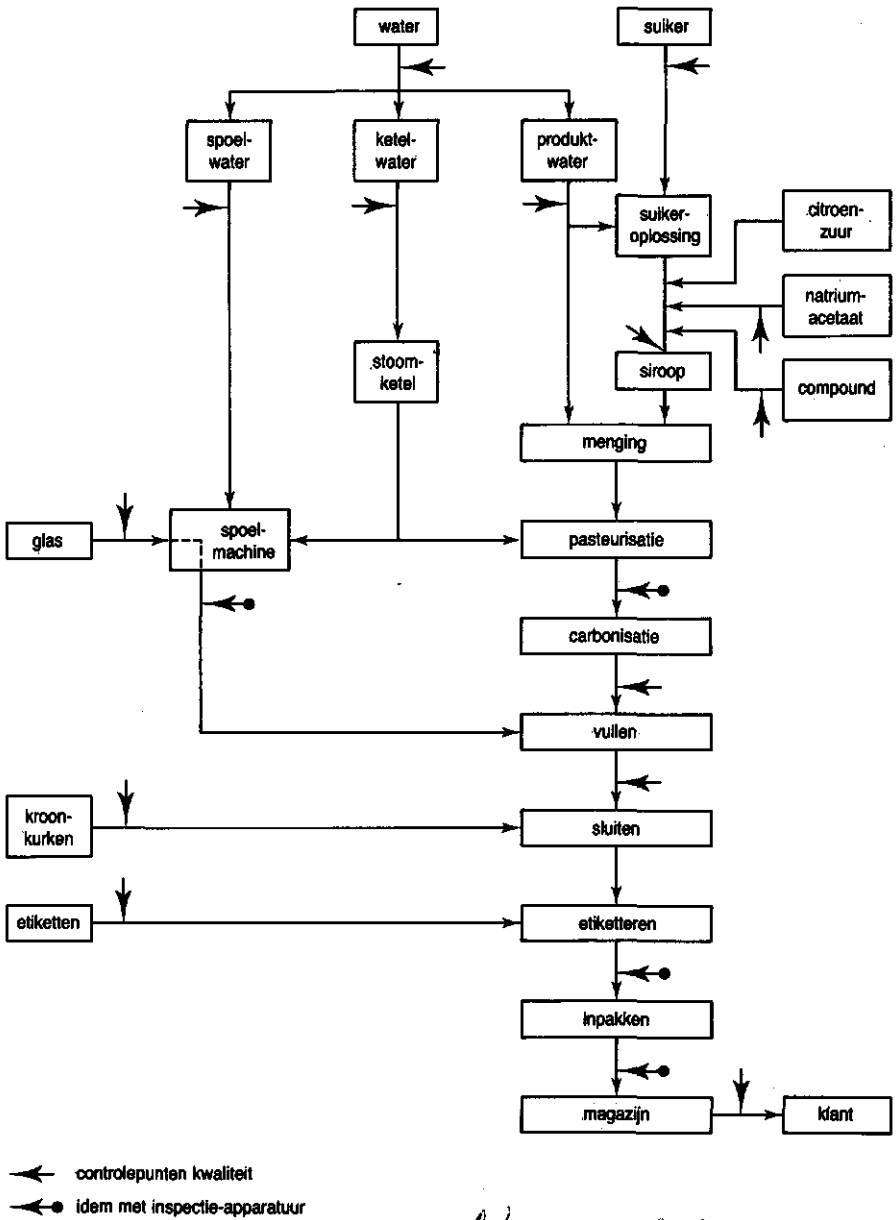 water
suiker
spoel-
water
ketel-
water
produkt-
water
suiker-
oplossing
citroen-
zuur
natrium-
acetaat
stoom-
ketel
siroop
compound
menging
glas
spoel-
machine
pasteurisatie
carbonisatie
vullen
kroon-
kurken
sluiten
etiketten
etiketteren
inpakken
magazijn
klant
controlepunten kwaliteit
idem met inspectie-apparatuur